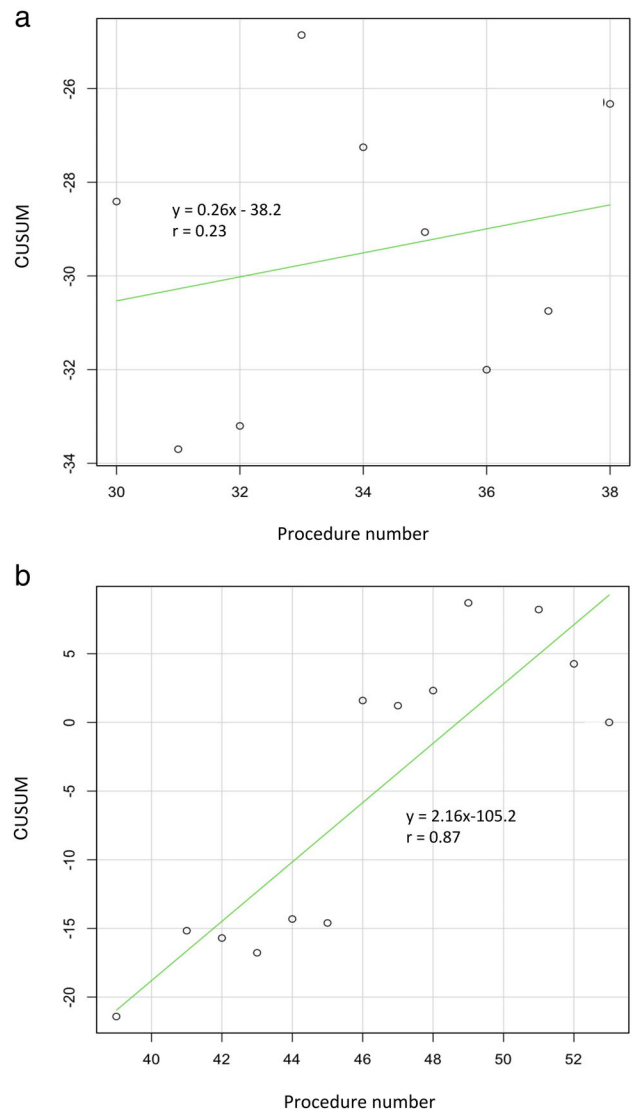 a
-26
-28
-30
-32
-34
CUSUM
y = 0.26x - 38.2
r = 0.23
30 32 34 36 38
Procedure number
b
5
0
-5
-10
-15
-20
CUSUM
y = 2.16x-105.2
r = 0.87
40 42 44 46 48 50 52
Procedure number